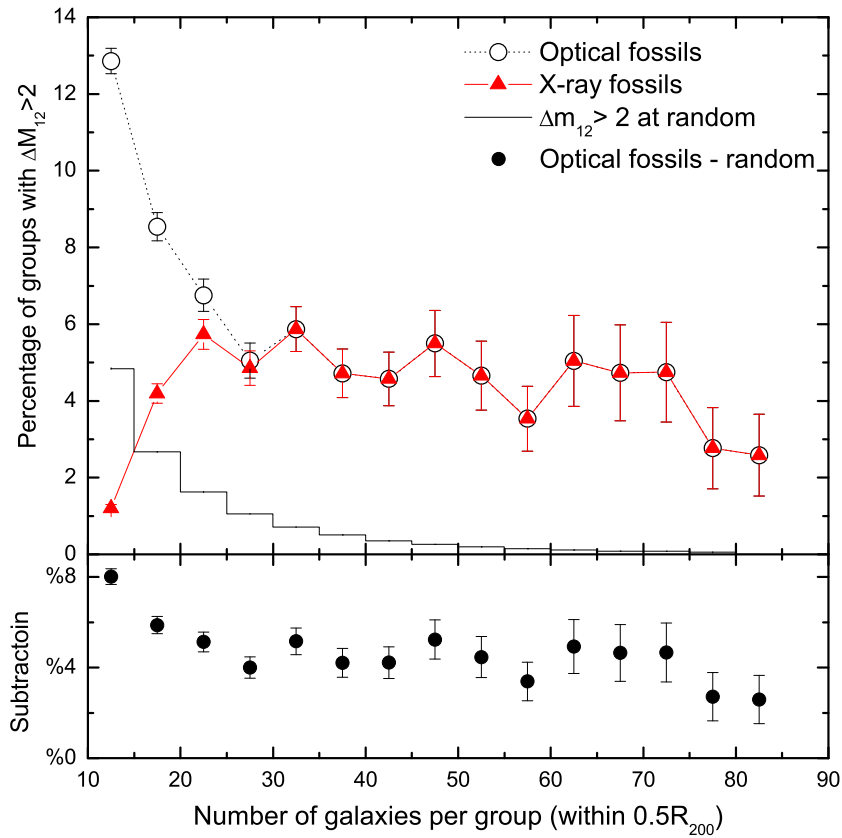 14
12
10
8
6
4
2
0
Percentage of groups with ΔM₁₂>2
Optical fossils
X-ray fossils
Δm₁₂> 2 at random
Optical fossils - random
%8
%4
%0
Subtractoin
10 20 30 40 50 60 70 80 90
Number of galaxies per group (within 0.5R₂₀₀)